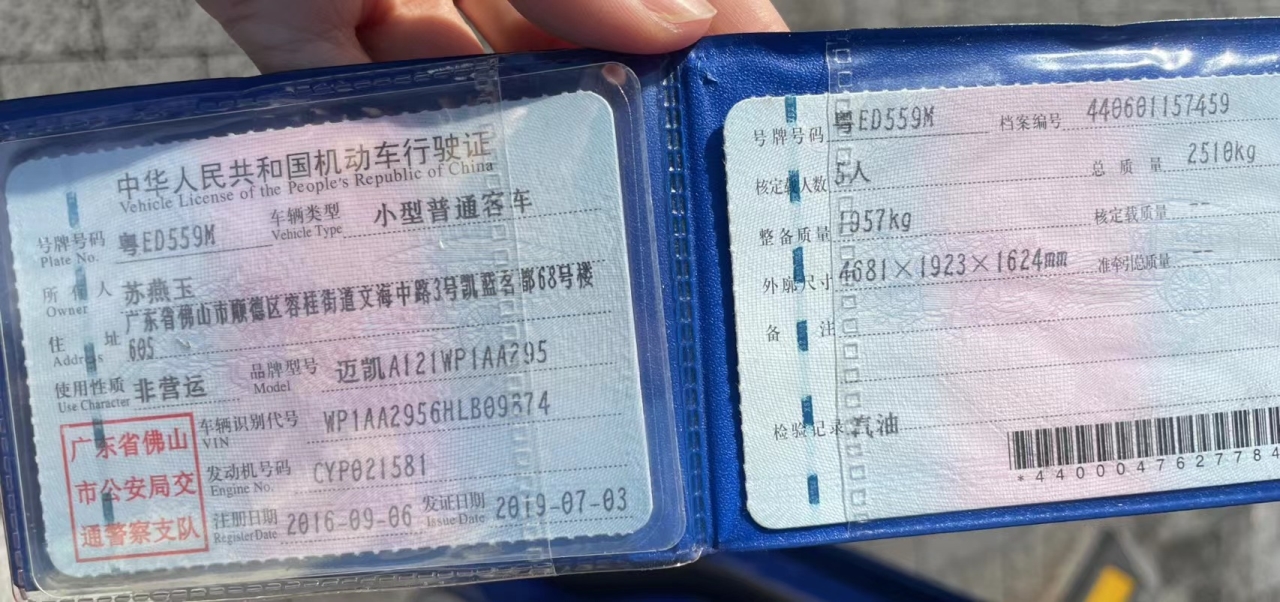 中华人民共和国机动车行驶证
Vehicle License of the People's Republic of China
号牌号码 粤ED559M 车辆类型 小型普通客车
Plate No. Vehicle Type
所有人 苏燕玉
Owner
住址 广东省佛山市顺德区容桂街道文海中路3号凯蓝名都68号楼
Address 605
使用性质 非营运 品牌型号 迈凯A121WP1AA295
Use Character Model
车辆识别代号 WP1AA2956HLB09374
VIN
发动机号码 CYP021581
Engine No.
注册日期 2016-09-06 发证日期 2019-07-03
Register Date Issue Date
广东省佛山
市公安局交
通警察支队
号牌号码 粤ED559M 档案编号 440601157459
核定载人数 5人 总质量 2510kg
整备质量 1957kg 核定载质量 --
外廓尺寸 4681×1923×1624mm 准牵引总质量 --
备注
检验记录 汽油
*4400047627784